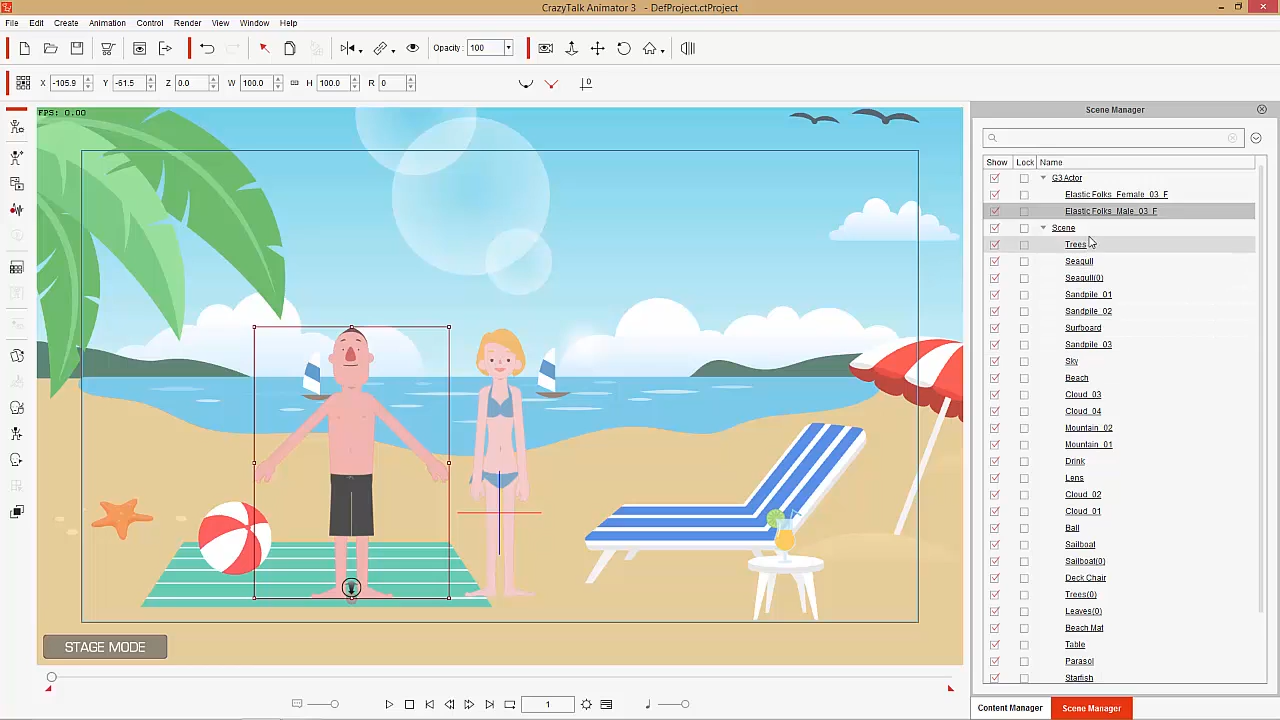 CrazyTalk Animator 3 - DefProject.ctProject
File Edit Create Animation Control Render View Window Help
Opacity : 100
X -105.9 Y -61.5 Z 0.0 W 100.0 H 100.0 R 0
FPS: 0.00
Scene Manager
Show Lock Name
G3 Actor
Elastic Folks_Female_03_F
Elastic Folks_Male_03_F
Scene
Trees
Seagull
Seagull(0)
Sandpile_01
Sandpile_02
Surfboard
Sandpile_03
Sky
Beach
Cloud_03
Cloud_04
Mountain_02
Mountain_01
Drink
Lens
Cloud_02
Cloud_01
Ball
Sailboat
Sailboat(0)
Deck Chair
Trees(0)
Leaves(0)
Beach Mat
Table
Parasol
Starfish
STAGE MODE
1
Content Manager Scene Manager